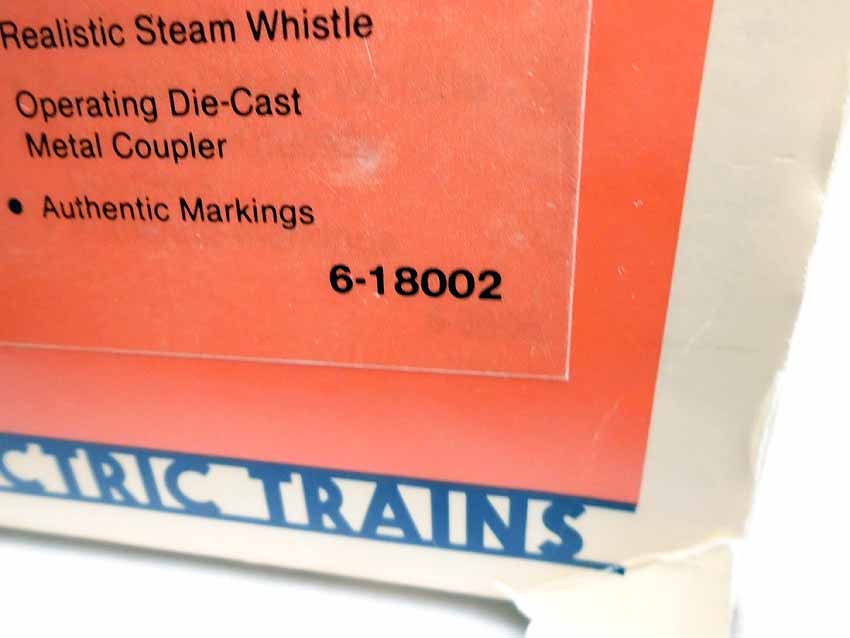 Realistic Steam Whistle
Operating Die-Cast
Metal Coupler
• Authentic Markings
6-18002
CTRIC TRAINS